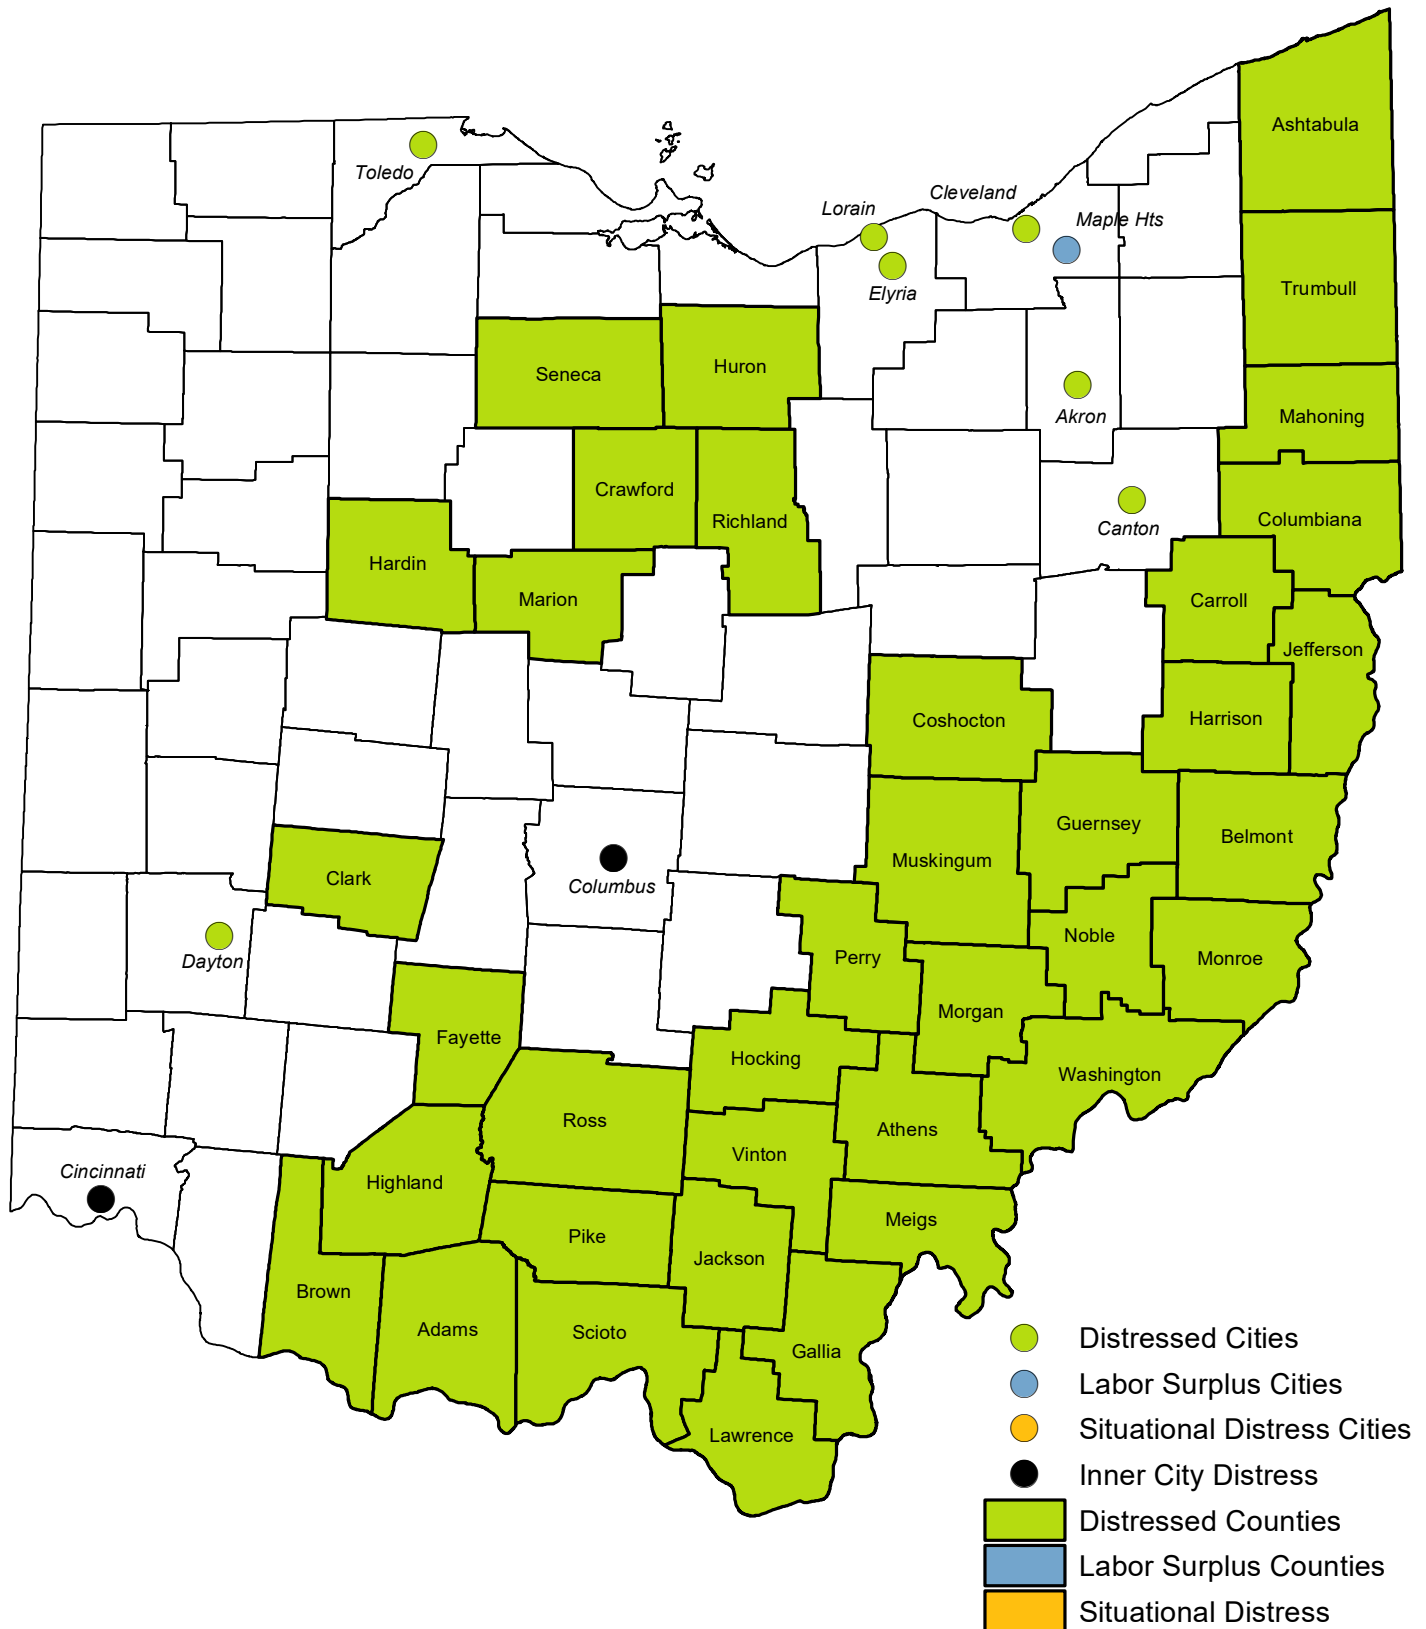 Ashtabula
Toledo
Cleveland
Lorain
Maple Hts
Trumbull
Elyria
Huron
Seneca
Akron
Mahoning
Crawford
Richland
Columbiana
Canton
Hardin
Marion
Carroll
Jefferson
Coshocton
Harrison
Guernsey
Belmont
Muskingum
Clark
Columbus
Noble
Perry
Monroe
Dayton
Morgan
Fayette
Hocking
Washington
Ross
Athens
Vinton
Cincinnati
Highland
Meigs
Pike
Jackson
Brown
Adams
Scioto
Gallia
Lawrence
Distressed Cities
Labor Surplus Cities
Situational Distress Cities
Inner City Distress
Distressed Counties
Labor Surplus Counties
Situational Distress